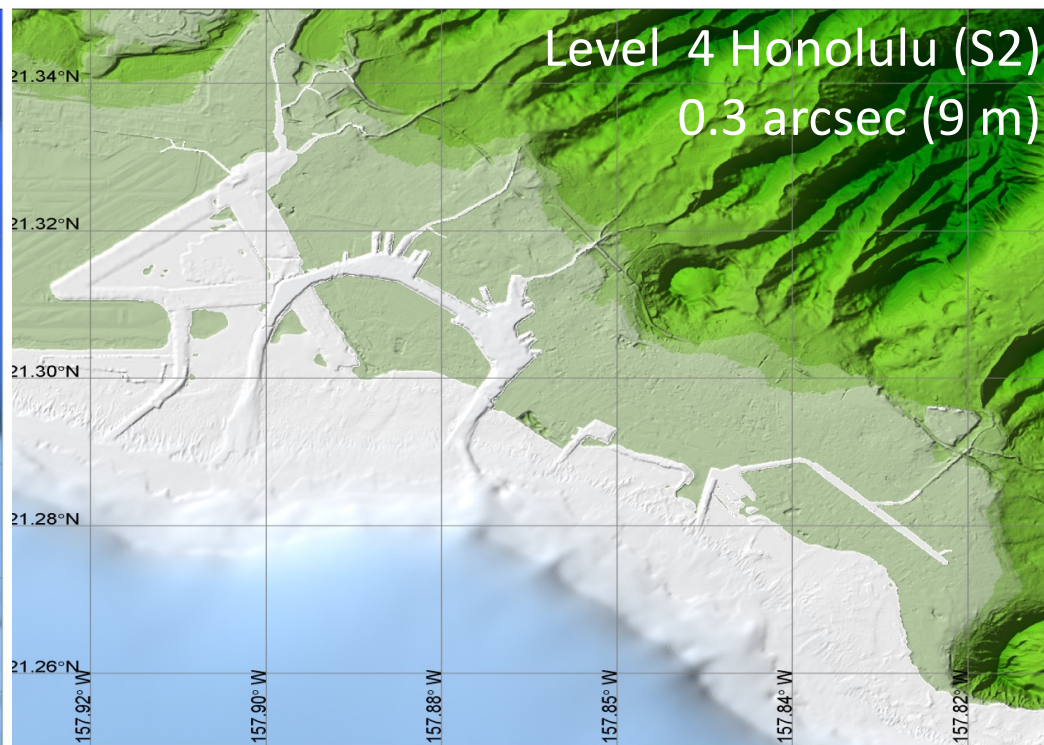 Level 4 Honolulu (S2)
0.3 arcsec (9 m)
21.34°N
21.32°N
21.30°N
21.28°N
21.26°N
157.92° W
157.90° W
157.88° W
157.85° W
157.84° W
157.82° W